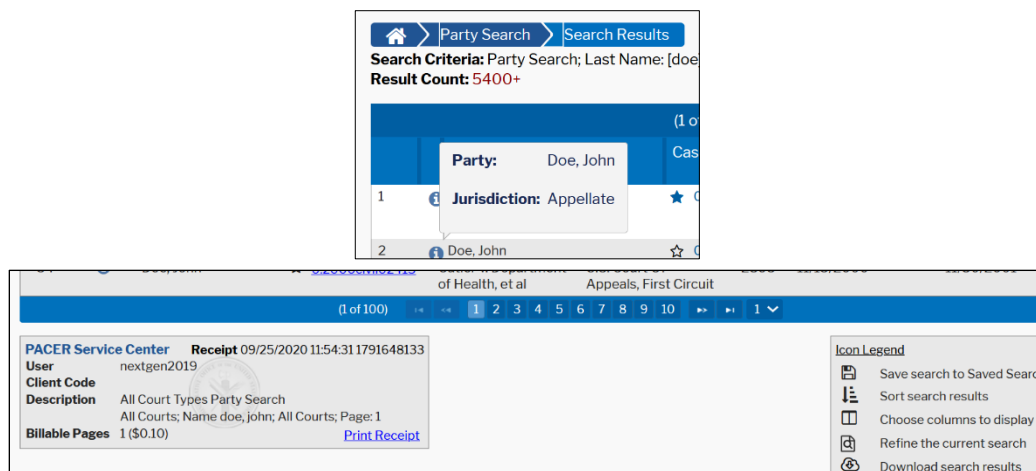 Party Search Search Results
Search Criteria: Party Search; Last Name: [doe
Result Count: 5400+
(1 o
Cas
Party: Doe, John
Jurisdiction: Appellate
1
2 Doe, John
of Health, et al Appeals, First Circuit
(1 of 100) 1 2 3 4 5 6 7 8 9 10 1
PACER Service Center Receipt 09/25/2020 11:54:31 1791648133
User nextgen2019
Client Code
Description All Court Types Party Search
All Courts; Name doe, john; All Courts; Page: 1
Billable Pages 1 ($0.10) Print Receipt
Icon Legend
Save search to Saved Searc
Sort search results
Choose columns to display
Refine the current search
Download search results